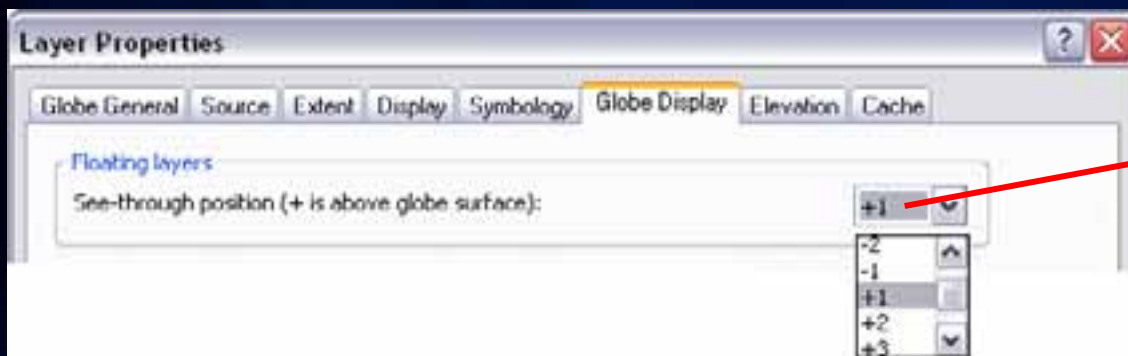 Layer Properties
Globe General Source Extent Display Symbology Globe Display Elevation Cache
Floating layers
See-through position (+ is above globe surface): +1
-2
-1
+1
+2
+3